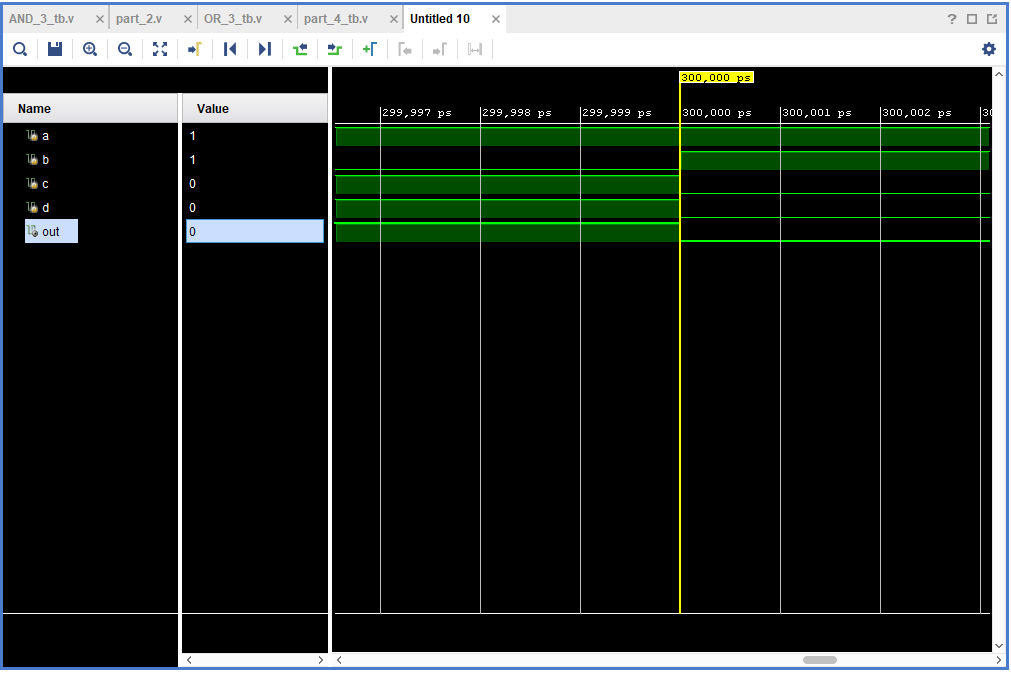 AND_3_tb.v × part_2.v × OR_3_tb.v × part_4_tb.v × Untitled 10 ×
?
300,000 ps
Name Value
299,997 ps 299,998 ps 299,999 ps 300,000 ps 300,001 ps 300,002 ps 30
a 1
b 1
c 0
d 0
out 0